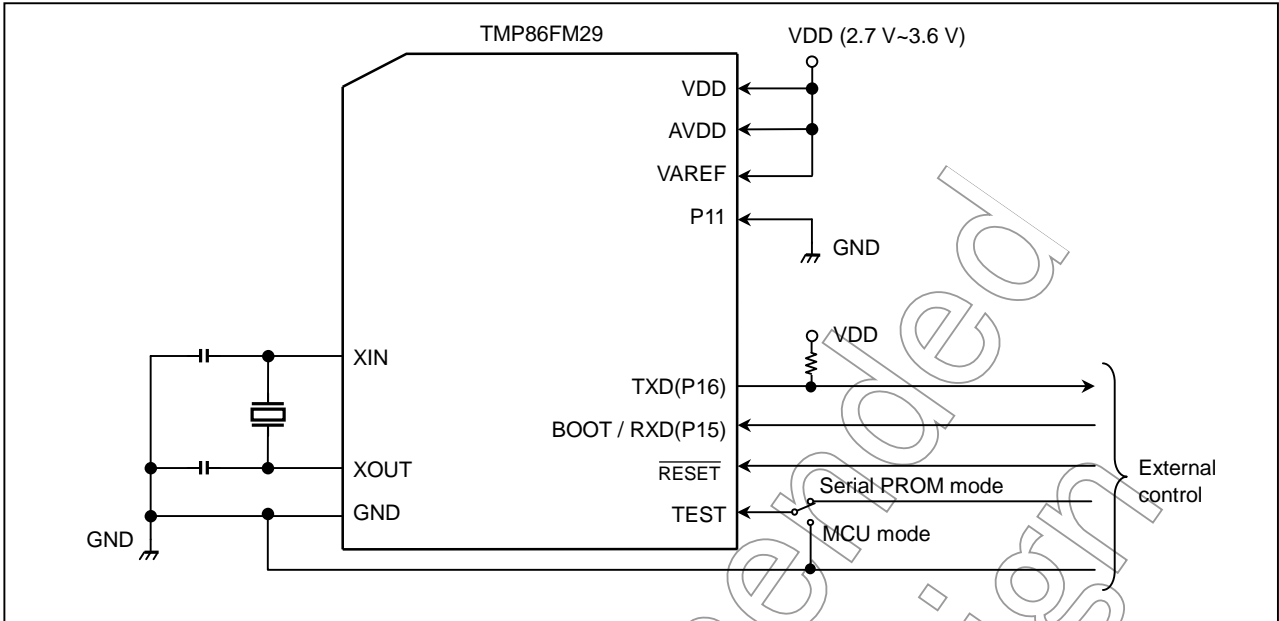 TMP86FM29
VDD (2.7 V~3.6 V)
VDD
AVDD
VAREF
P11
GND
VDD
XIN
TXD(P16)
BOOT / RXD(P15)
XOUT
RESET
External
control
Serial PROM mode
GND
TEST
MCU mode
GND